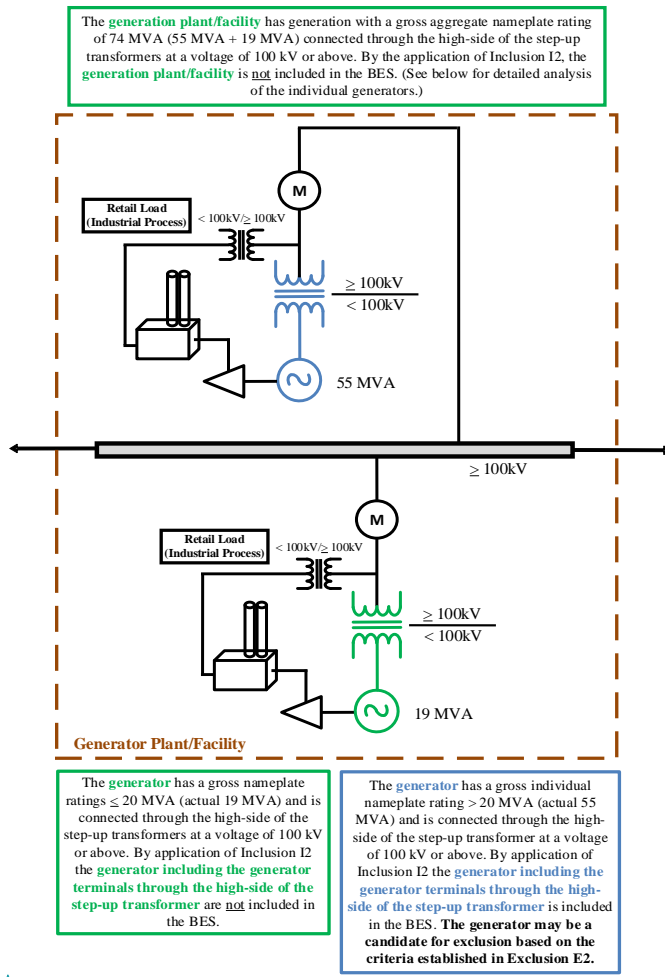 The generation plant/facility has generation with a gross aggregate nameplate rating
of 74 MVA (55 MVA + 19 MVA) connected through the high-side of the step-up
transformers at a voltage of 100 kV or above. By the application of Inclusion I2, the
generation plant/facility is not included in the BES. (See below for detailed analysis
of the individual generators.)
M
Retail Load
(Industrial Process)
< 100kV/≥ 100kV
≥ 100kV
< 100kV
55 MVA
≥ 100kV
M
Retail Load
(Industrial Process)
< 100kV/≥ 100kV
≥ 100kV
< 100kV
19 MVA
Generator Plant/Facility
The generator has a gross nameplate
ratings ≤ 20 MVA (actual 19 MVA) and is
connected through the high-side of the
step-up transformers at a voltage of 100 kV
or above. By application of Inclusion I2
the generator including the generator
terminals through the high-side of the
step-up transformer are not included in
the BES.
The generator has a gross individual
nameplate rating > 20 MVA (actual 55
MVA) and is connected through the high-
side of the step-up transformer at a voltage
of 100 kV or above. By application of
Inclusion I2 the generator including the
generator terminals through the high-
side of the step-up transformer is included
in the BES. The generator may be a
candidate for exclusion based on the
criteria established in Exclusion E2.